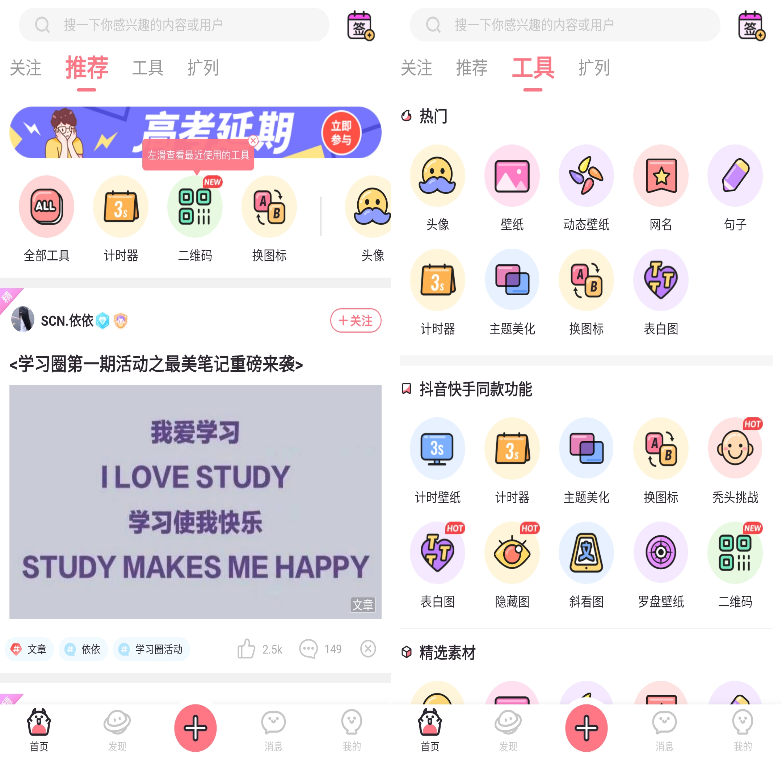 搜一下你感兴趣的内容或用户
签
关注
推荐
工具
扩列
高考延期
立即
参与
左滑查看最近使用的工具
ALL
3s
NEW
A
B
全部工具
计时器
二维码
换图标
头像
精
SCN.依依
+关注
<学习圈第一期活动之最美笔记重磅来袭>
我爱学习
I LOVE STUDY
学习使我快乐
STUDY MAKES ME HAPPY
文章
# 文章
# 依依
# 学习圈活动
2.5k
149
首页
发现
消息
我的
搜一下你感兴趣的内容或用户
签
关注
推荐
工具
扩列
热门
头像
壁纸
动态壁纸
网名
句子
3s
A
B
T
T
T
计时器
主题美化
换图标
表白图
抖音快手同款功能
3s
3s
A
B
HOT
计时壁纸
计时器
主题美化
换图标
秃头挑战
T
T
T
HOT
HOT
NEW
表白图
隐藏图
斜看图
罗盘壁纸
二维码
精选素材
首页
发现
消息
我的